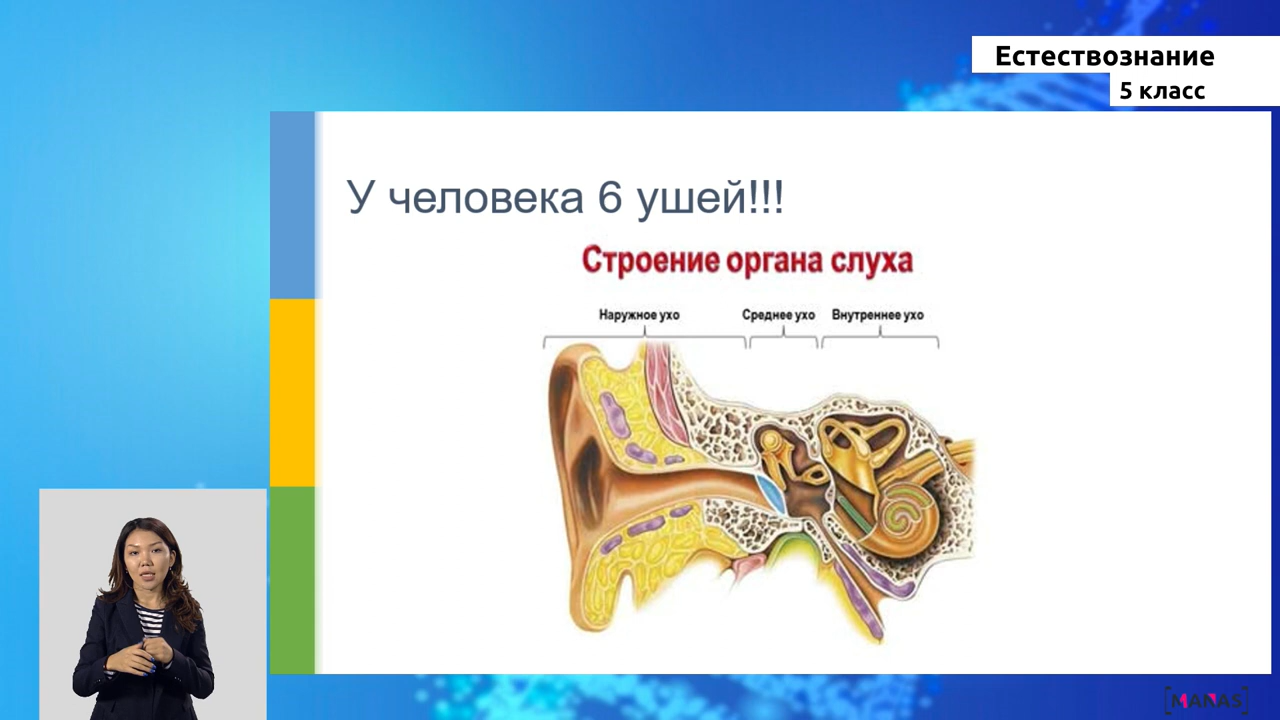 Естествознание
5 класс
У человека 6 ушей!!!
Строение органа слуха
Наружное ухо Среднее ухо Внутреннее ухо
[MANAS]